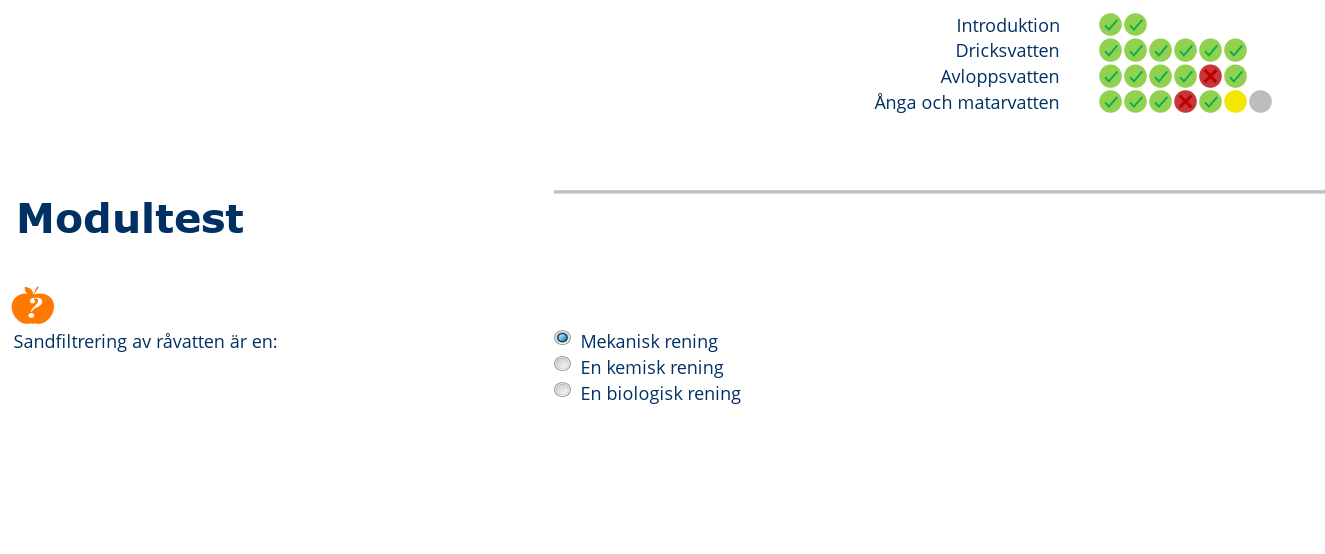 Introduktion
Dricksvatten
Avloppsvatten
Ånga och matarvatten
Modultest
?
Sandfiltrering av råvatten är en:
Mekanisk rening
En kemisk rening
En biologisk rening